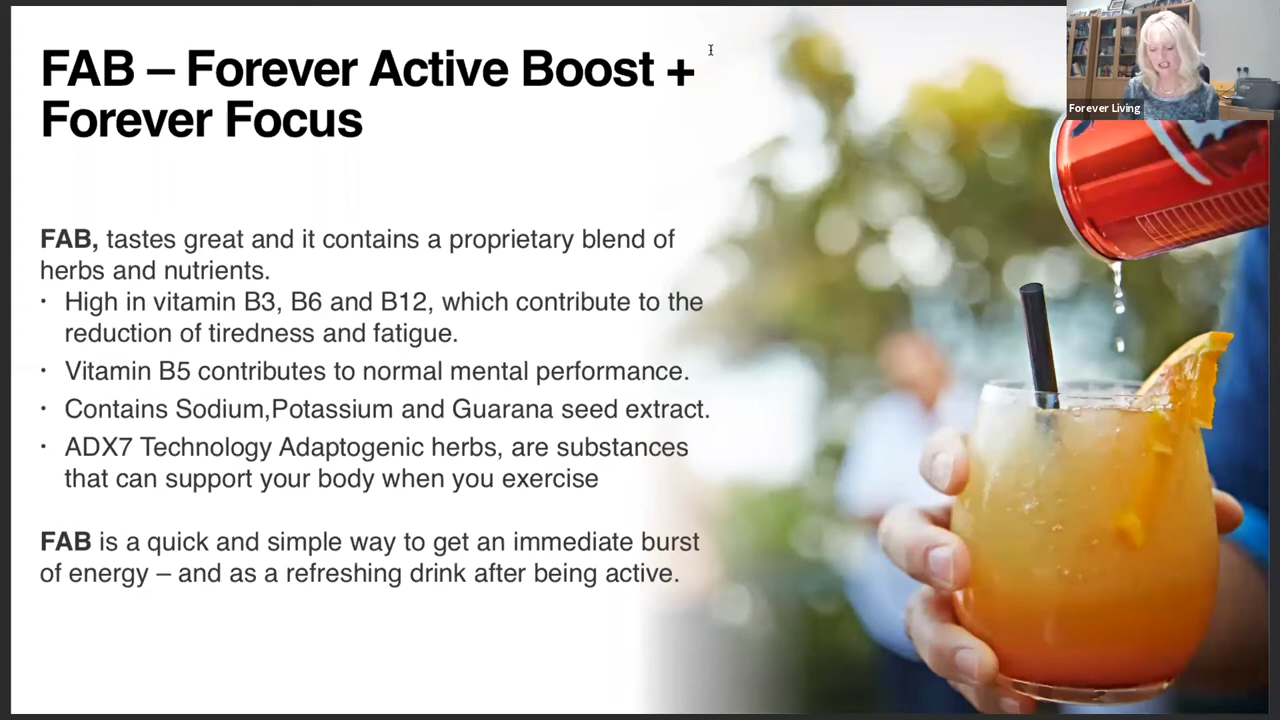 FAB – Forever Active Boost +
Forever Focus
Forever Living
FAB, tastes great and it contains a proprietary blend of
herbs and nutrients.
· High in vitamin B3, B6 and B12, which contribute to the
reduction of tiredness and fatigue.
· Vitamin B5 contributes to normal mental performance.
· Contains Sodium,Potassium and Guarana seed extract.
· ADX7 Technology Adaptogenic herbs, are substances
that can support your body when you exercise
FAB is a quick and simple way to get an immediate burst
of energy – and as a refreshing drink after being active.